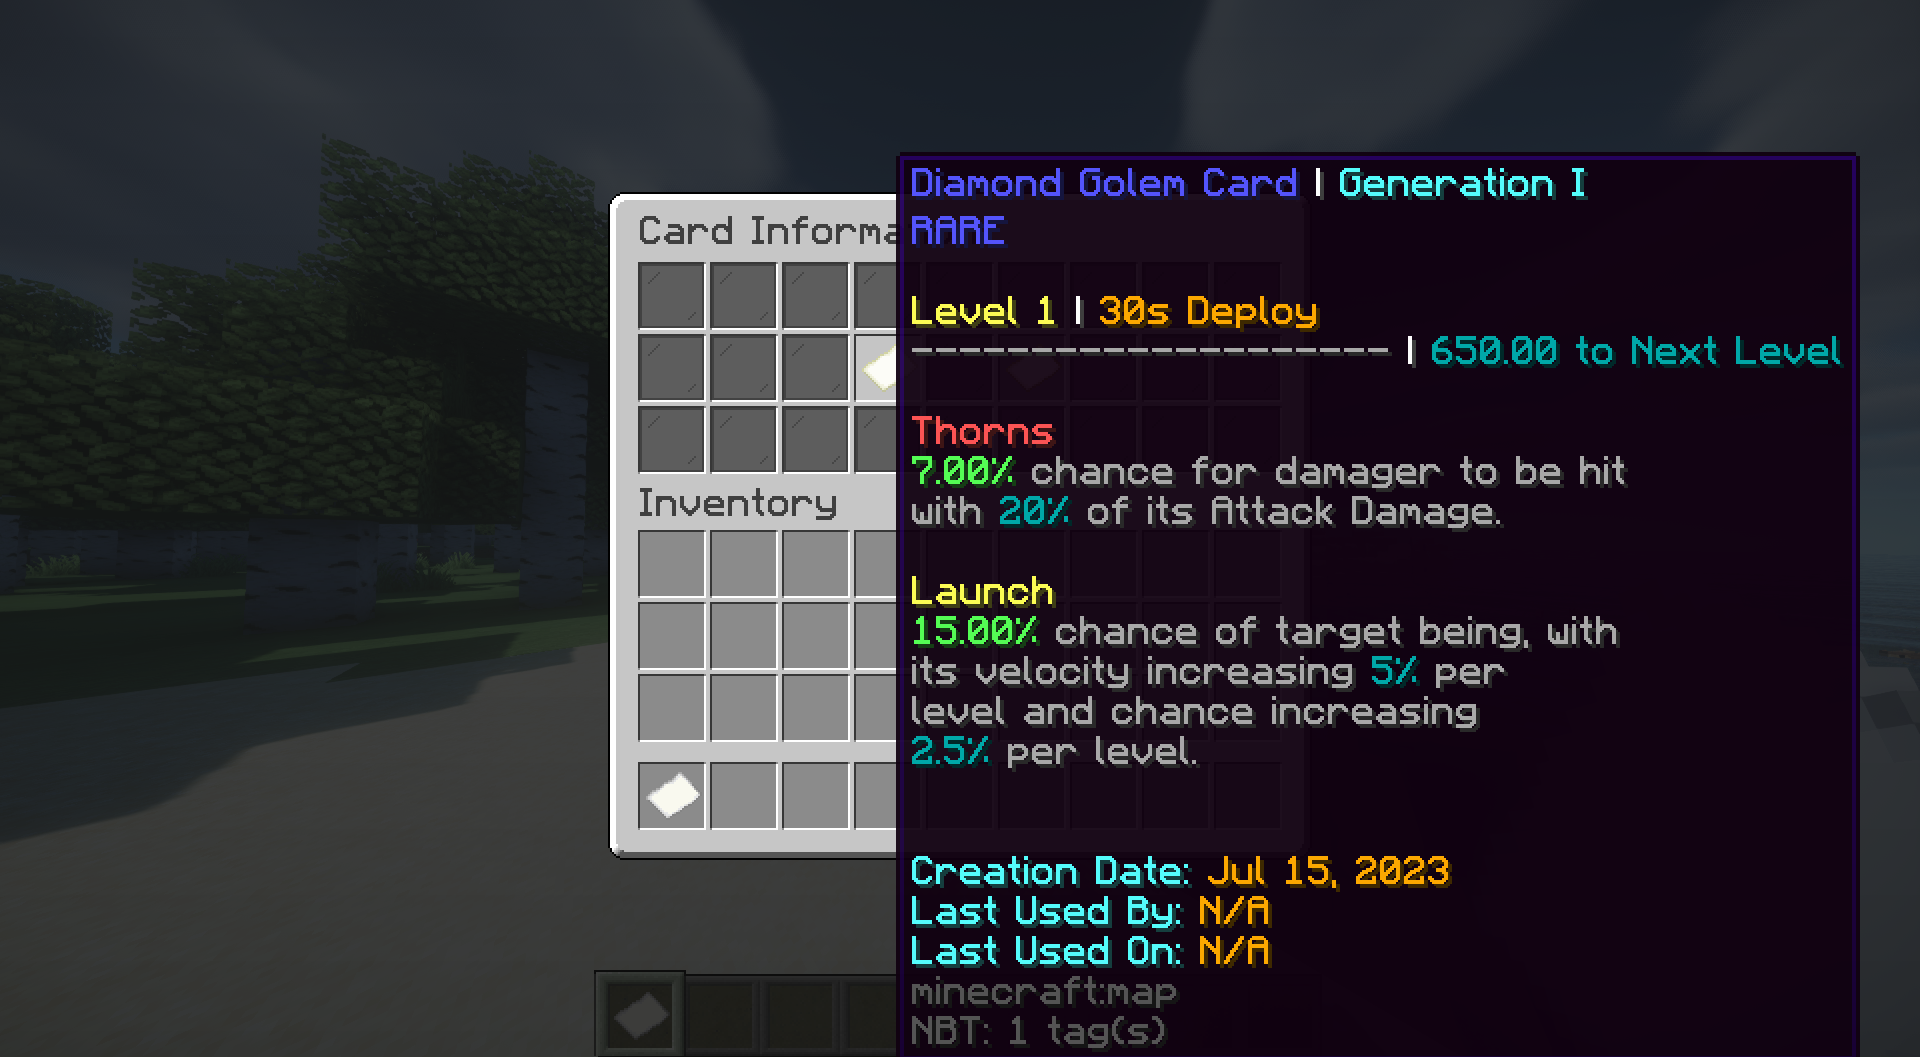 Card Informa
Diamond Golem Card | Generation I
RARE
Level 1 | 30s Deploy
-------------------- | 650.00 to Next Level
Thorns
7.00% chance for damager to be hit
with 20% of its Attack Damage.
Inventory
Launch
15.00% chance of target being, with
its velocity increasing 5% per
level and chance increasing
2.5% per level.
Creation Date: Jul 15, 2023
Last Used By: N/A
Last Used On: N/A
minecraft:map
NBT: 1 tag(s)